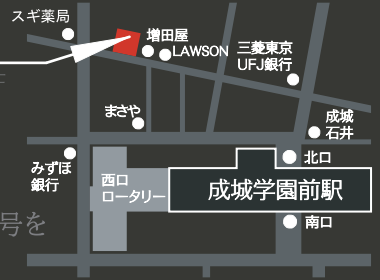 スギ薬局
増田屋
LAWSON
三菱東京
UFJ銀行
まさや
成城
石井
みずほ
銀行
西口
ロータリー
北口
成城学園前駅
南口
号を